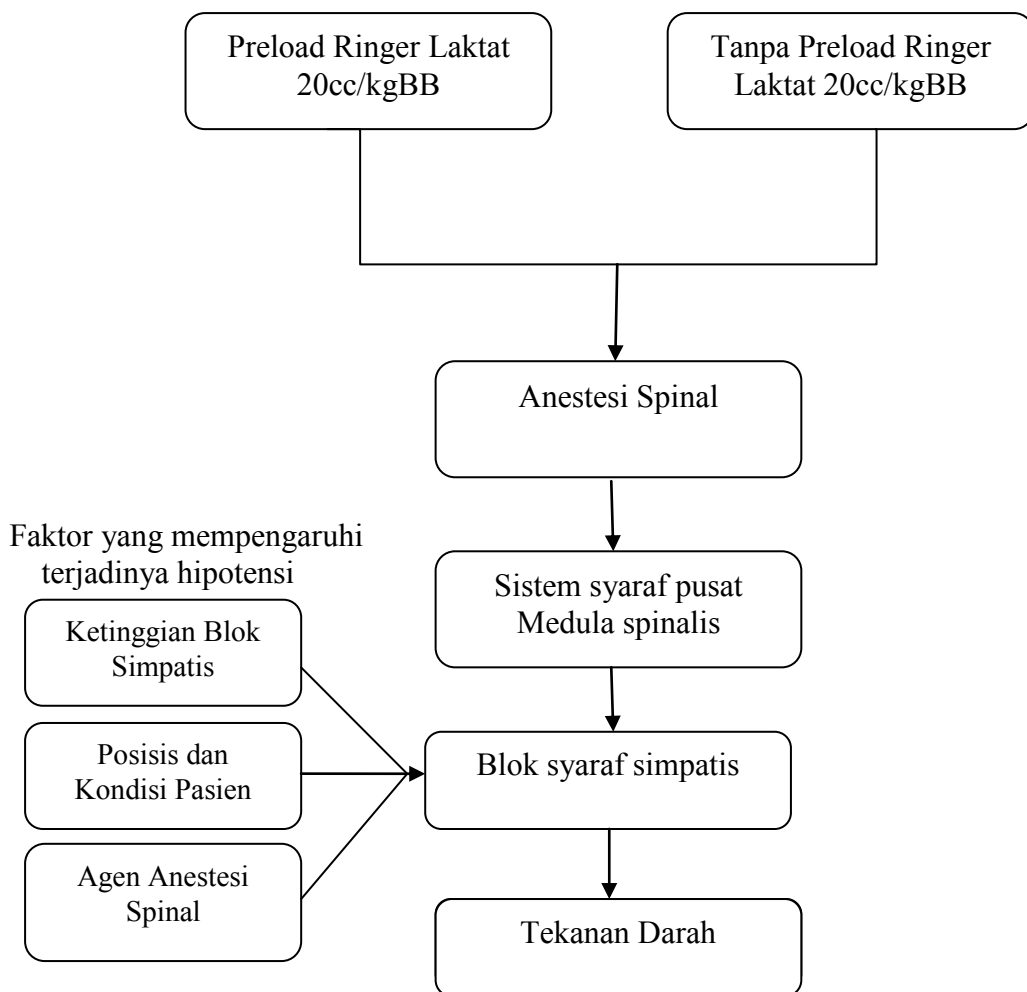 Preload Ringer Laktat
20cc/kgBB
Tanpa Preload Ringer
Laktat 20cc/kgBB
Anestesi Spinal
Sistem syaraf pusat
Medula spinalis
Faktor yang mempengaruhi
terjadinya hipotensi
Ketinggian Blok
Simpatis
Posisis dan
Kondisi Pasien
Agen Anestesi
Spinal
Blok syaraf simpatis
Tekanan Darah